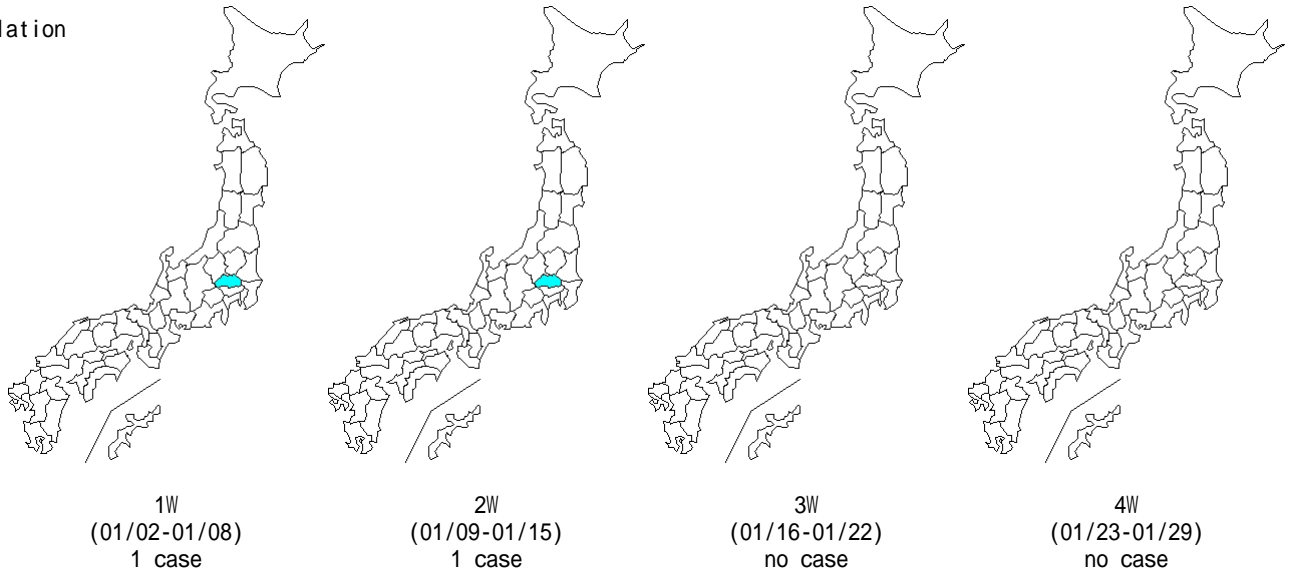 lation
1W
(01/02-01/08)
1 case
2W
(01/09-01/15)
1 case
3W
(01/16-01/22)
no case
4W
(01/23-01/29)
no case